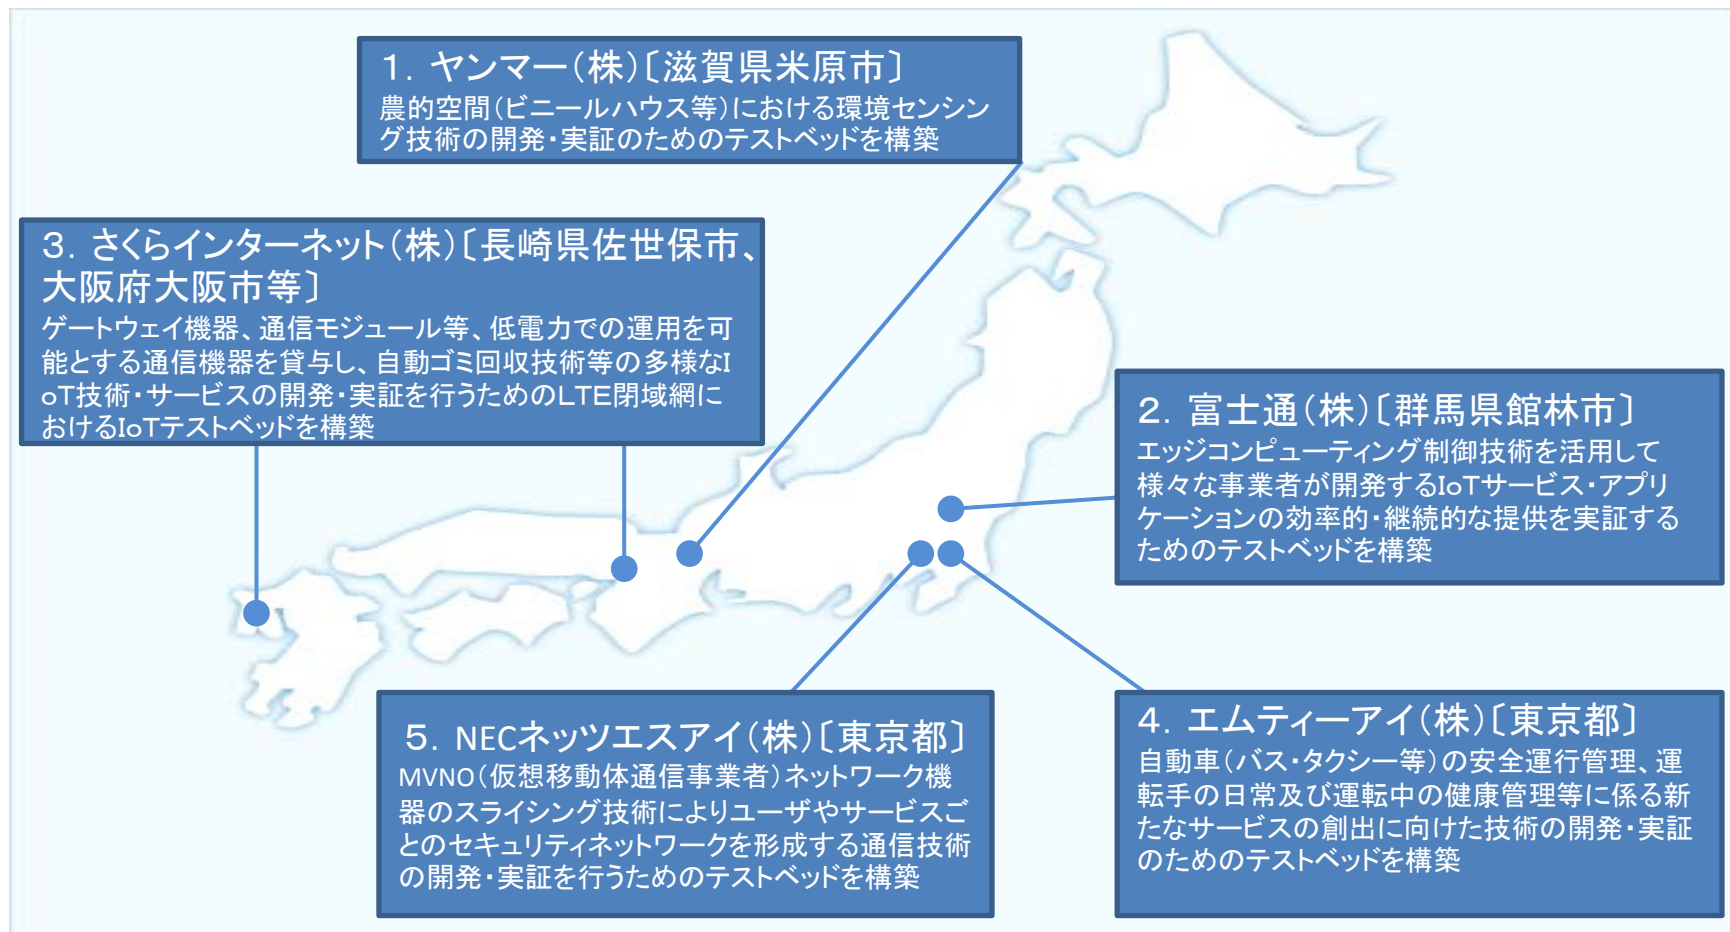 1. ヤンマー(株)〔滋賀県米原市〕
農的空間(ビニールハウス等)における環境センシン
グ技術の開発・実証のためのテストベッドを構築
3. さくらインターネット(株)〔長崎県佐世保市、
大阪府大阪市等〕
ゲートウェイ機器、通信モジュール等、低電力での運用を可
能とする通信機器を貸与し、自動ゴミ回収技術等の多様なI
oT技術・サービスの開発・実証を行うためのLTE閉域網に
おけるIoTテストベッドを構築
2. 富士通(株)〔群馬県館林市〕
エッジコンピューティング制御技術を活用して
様々な事業者が開発するIoTサービス・アプリ
ケーションの効率的・継続的な提供を実証する
ためのテストベッドを構築
5. NECネッツエスアイ(株)〔東京都〕
MVNO(仮想移動体通信事業者)ネットワーク機
器のスライシング技術によりユーザやサービスご
とのセキュリティネットワークを形成する通信技術
の開発・実証を行うためのテストベッドを構築
4. エムティーアイ(株)〔東京都〕
自動車(バス・タクシー等)の安全運行管理、運
転手の日常及び運転中の健康管理等に係る新
たなサービスの創出に向けた技術の開発・実証
のためのテストベッドを構築